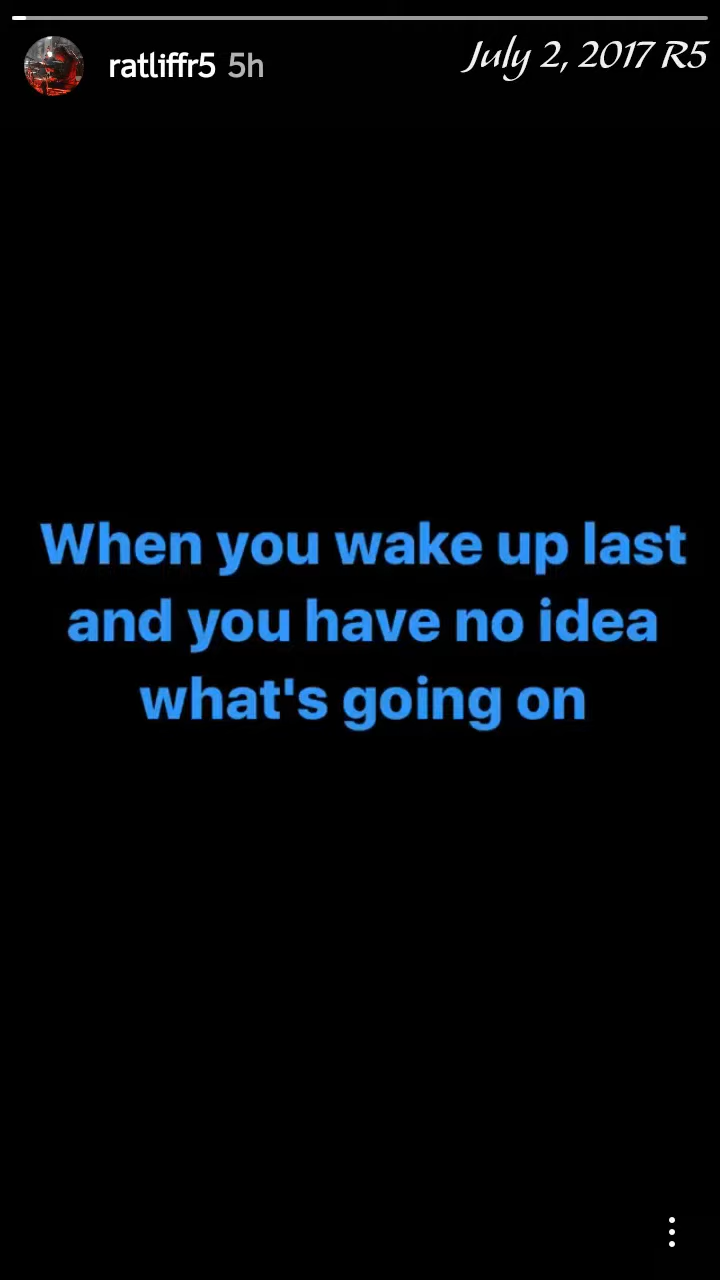 ratliffr5 5h
July 2, 2017 R5
When you wake up last
and you have no idea
what's going on